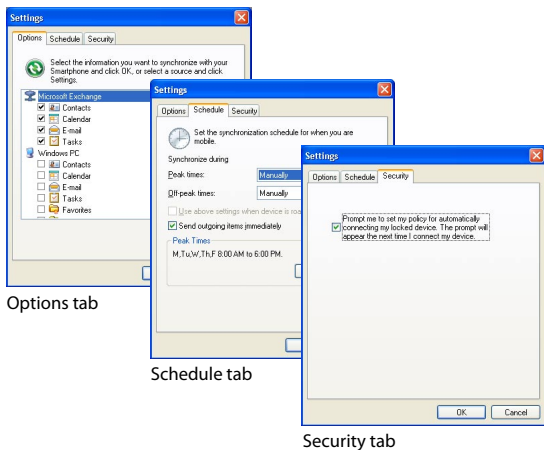 Settings
Options Schedule Security
Select the information you want to synchronize with your
Smartphone and click OK, or select a source and click
Settings.
Microsoft Exchange
Contacts
Calendar
E-mail
Tasks
Windows PC
Contacts
Calendar
E-mail
Tasks
Favorites
Options tab
Settings
Options Schedule Security
Set the synchronization schedule for when you are
mobile.
Synchronize during
Peak times: Manually
Off-peak times: Manually
Use above settings when device is roa
Send outgoing items immediately
Peak Times
M,Tu,W,Th,F 8:00 AM to 6:00 PM.
Schedule tab
Settings
Options Schedule Security
Prompt me to set my policy for automatically
connecting my locked device. The prompt will
appear the next time I connect my device.
OK Cancel
Security tab